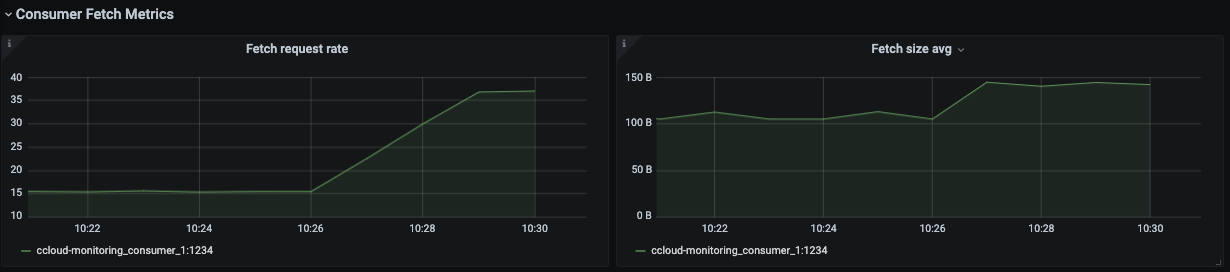 Consumer Fetch Metrics
i
Fetch request rate
40
35
30
25
20
15
10
10:22
10:24
10:26
10:28
10:30
ccloud-monitoring_consumer_1:1234
i
Fetch size avg
150 B
100 B
50 B
0 B
10:22
10:24
10:26
10:28
10:30
ccloud-monitoring_consumer_1:1234